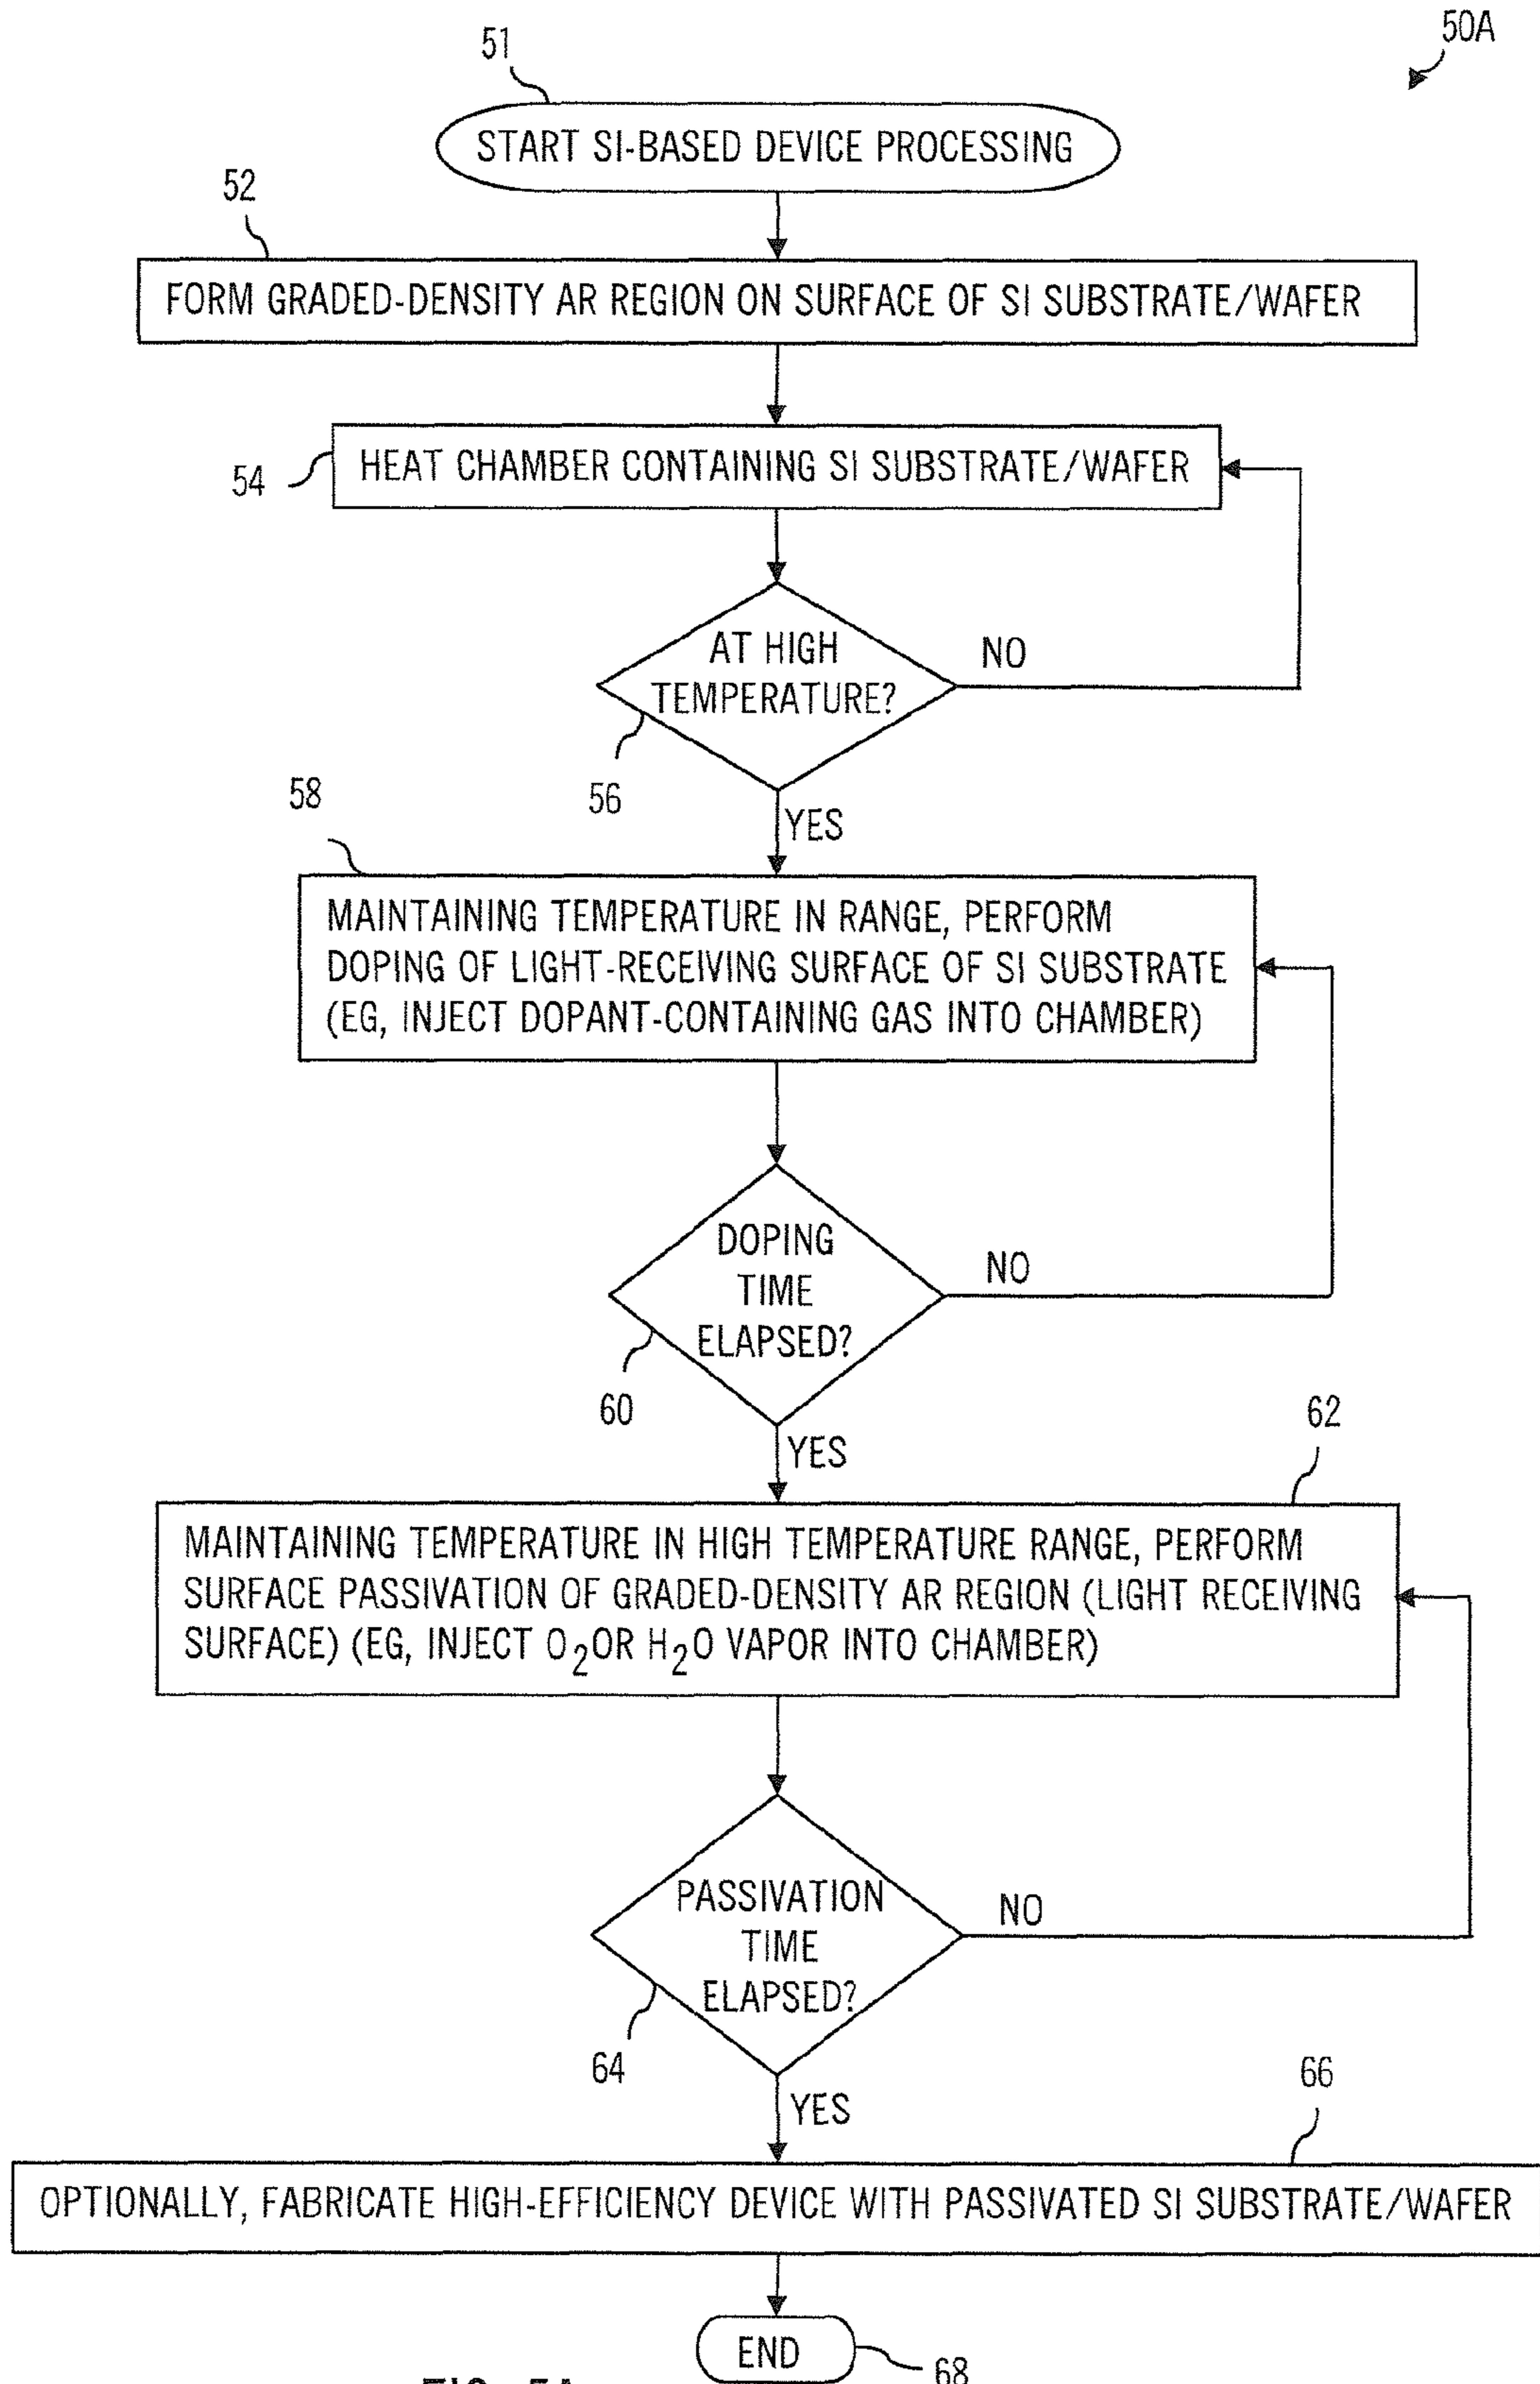 50A
51
START SI-BASED DEVICE PROCESSING
52
FORM GRADED-DENSITY AR REGION ON SURFACE OF SI SUBSTRATE/WAFER
54
HEAT CHAMBER CONTAINING SI SUBSTRATE/WAFER
AT HIGH
TEMPERATURE?
NO
56
YES
58
MAINTAINING TEMPERATURE IN RANGE, PERFORM
DOPING OF LIGHT-RECEIVING SURFACE OF SI SUBSTRATE
(EG, INJECT DOPANT-CONTAINING GAS INTO CHAMBER)
DOPING
TIME
ELAPSED?
NO
60
YES
62
MAINTAINING TEMPERATURE IN HIGH TEMPERATURE RANGE, PERFORM
SURFACE PASSIVATION OF GRADED-DENSITY AR REGION (LIGHT RECEIVING
SURFACE) (EG, INJECT O₂OR H₂O VAPOR INTO CHAMBER)
PASSIVATION
TIME
ELAPSED?
NO
64
YES
66
OPTIONALLY, FABRICATE HIGH-EFFICIENCY DEVICE WITH PASSIVATED SI SUBSTRATE/WAFER
END
68